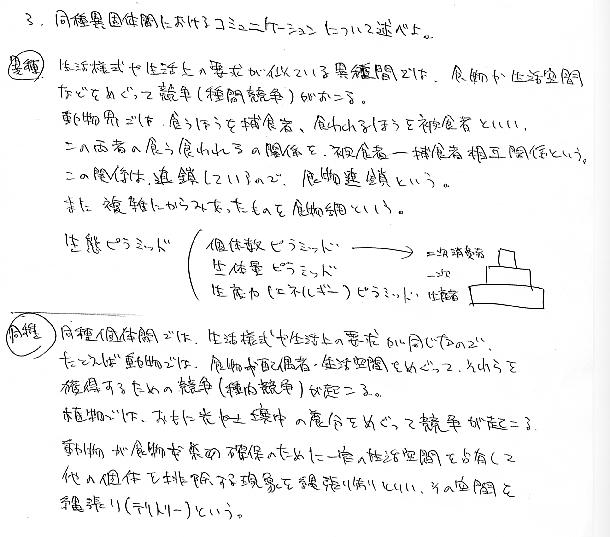 3. 同種異固体間におけるコミュニケーションについて述べよ。
異種 生活様式や生活上の要求が似ている異種間では、食物や生活空間
などをめぐって競争(種間競争)がおこる。
動物界では、食うほうを捕食者、食われるほうを被食者といい、
この両者の食う食われるの関係を、被食者ー捕食者相互関係という。
この関係は、連鎖しているので、食物連鎖という。
また複雑にからみあったものを食物網という。
生態ピラミッド
個体数ピラミッド → 二次消費者
生体量ピラミッド 一次
生産力(エネルギー)ピラミッド 生産者
同種 同種個体間では、生活様式や生活上の要求が同じなので、
たとえば動物では、食物や配偶者・生活空間をめぐって、それらを
獲得するための競争(種内競争)が起こる。
植物では、おもに光や土壌中の養分をめぐって競争が起こる。
動物が食物や巣の確保のために一定の生活空間を占有して
他の個体を排除する現象を縄張り制といい、その空間を
縄張り(テリトリー)という。